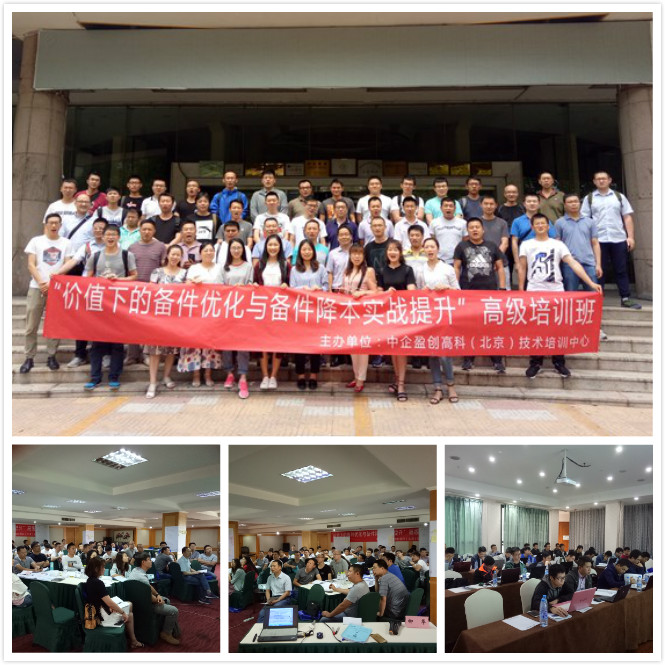 “价值下的备件优化与备件降本实战提升”高级培训班
主办单位：中企盈创高科（北京）技术培训中心